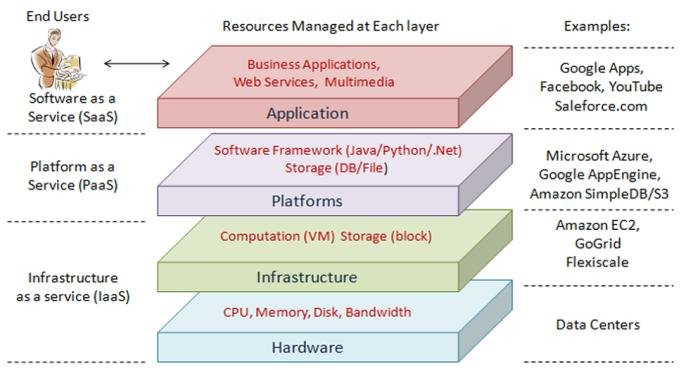 End Users
Resources Managed at Each layer
Examples:
Software as a
Service (SaaS)
Business Applications,
Web Services, Multimedia
Application
Google Apps,
Facebook, YouTube
Saleforce.com
Platform as a
Service (PaaS)
Software Framework (Java/Python/.Net)
Storage (DB/File)
Platforms
Microsoft Azure,
Google AppEngine,
Amazon SimpleDB/S3
Infrastructure
as a service (IaaS)
Computation (VM) Storage (block)
Infrastructure
Amazon EC2,
GoGrid
Flexiscale
CPU, Memory, Disk, Bandwidth
Hardware
Data Centers